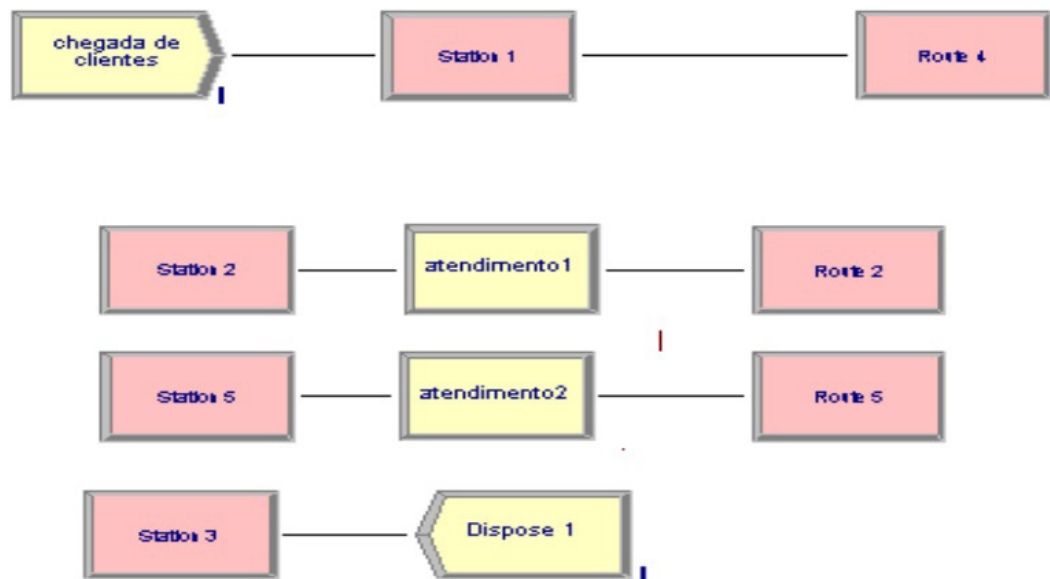 chegada de
clientes
Station 1
Route 4
Station 2
atendimento1
Route 2
Station 5
atendimento2
Route 5
Station 3
Dispose 1